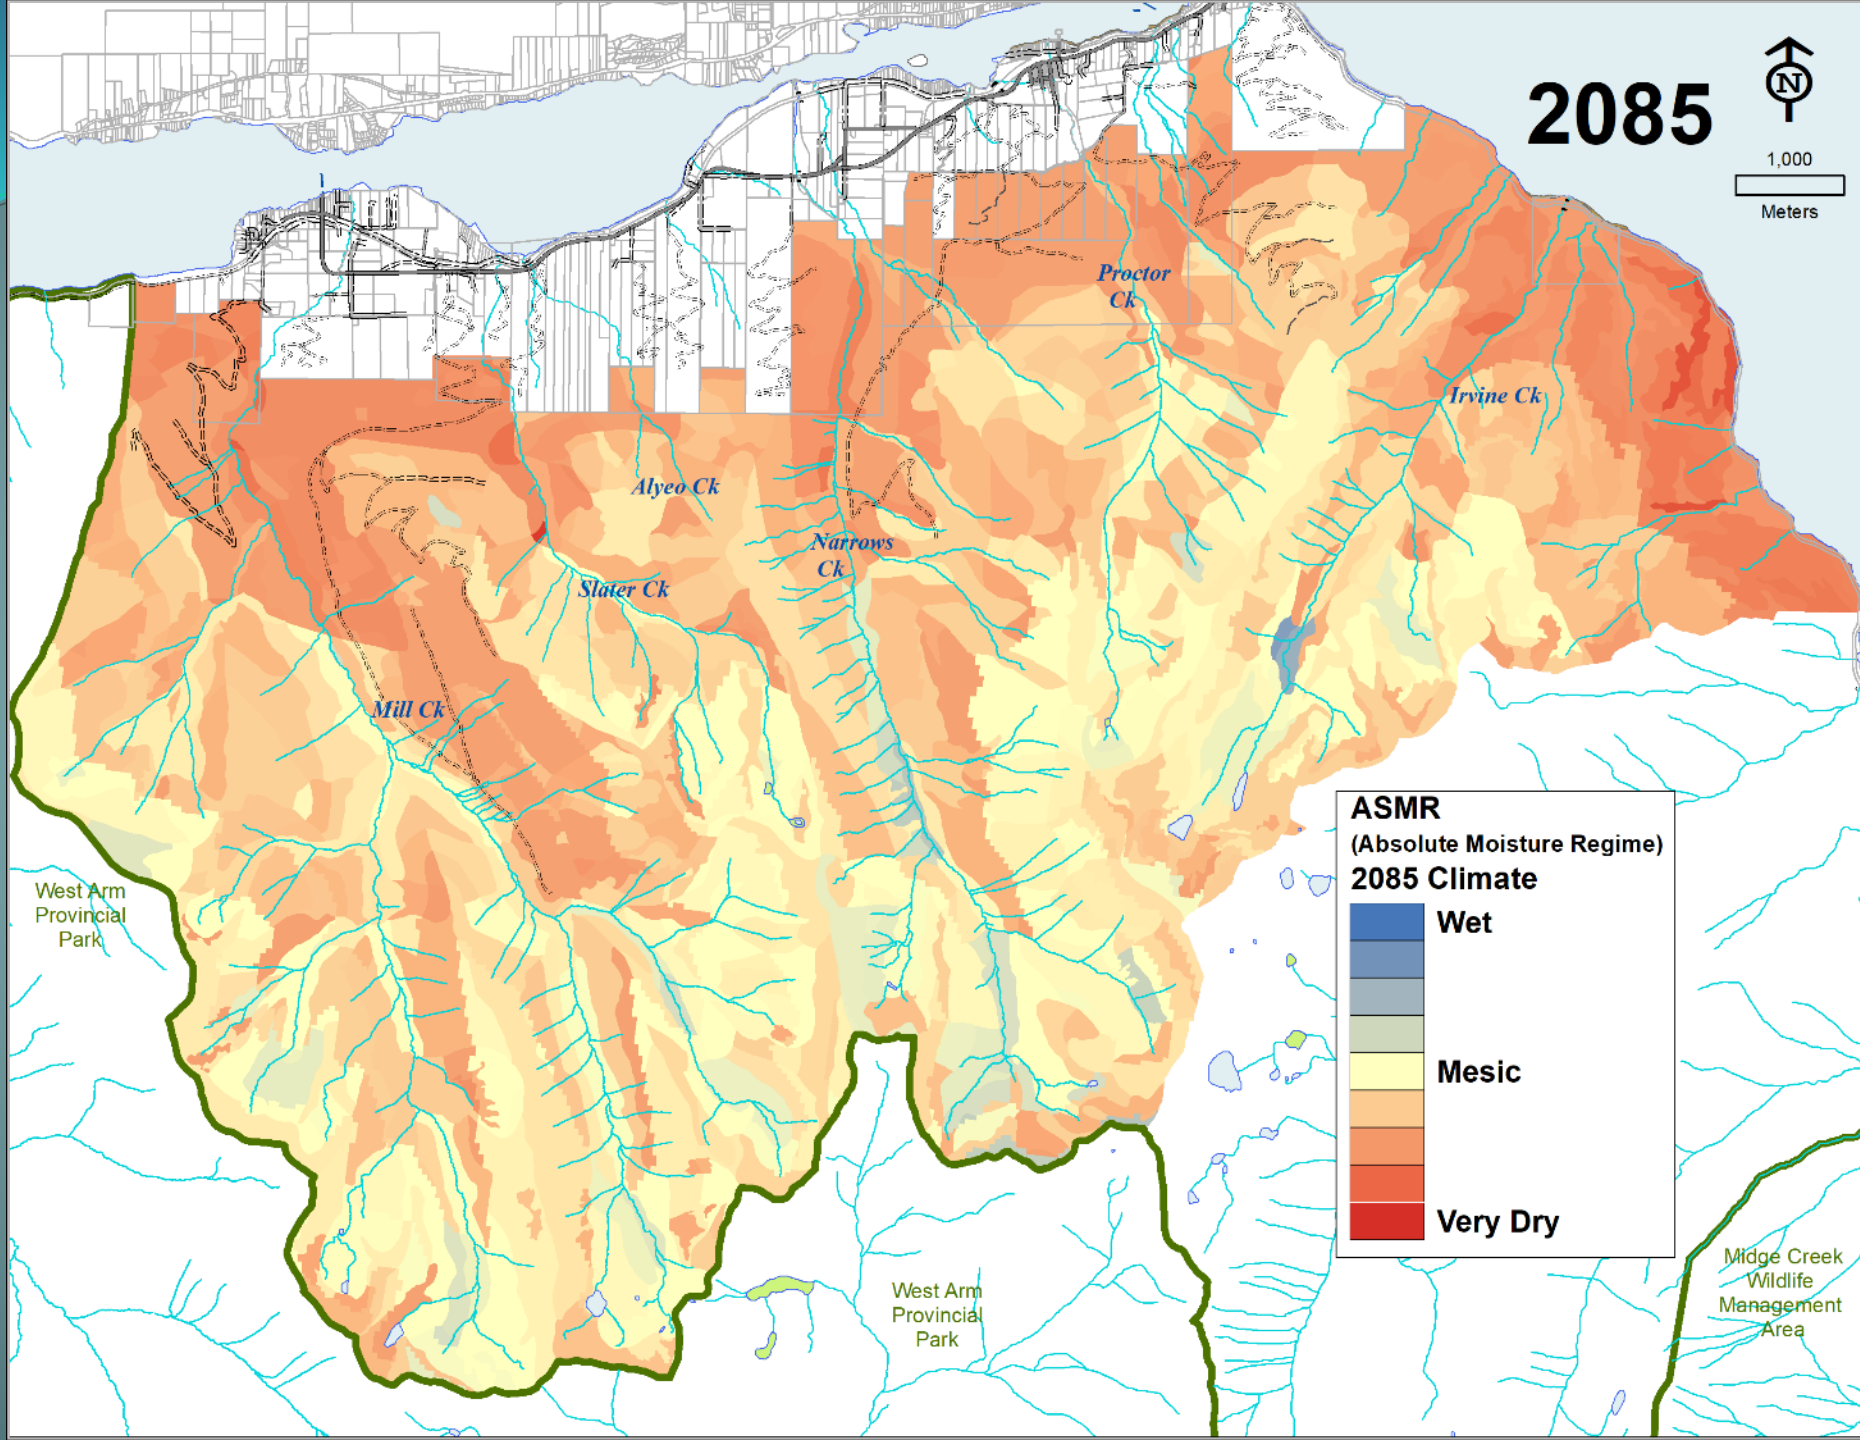 2085
N
1,000
Meters
Proctor
Ck
Irvine Ck
Alyeo Ck
Narrows
Ck
Slater Ck
Mill Ck
ASMR
(Absolute Moisture Regime)
2085 Climate
Wet
Mesic
Very Dry
West Arm
Provincial
Park
West Arm
Provincial
Park
Midge Creek
Wildlife
Management
Area